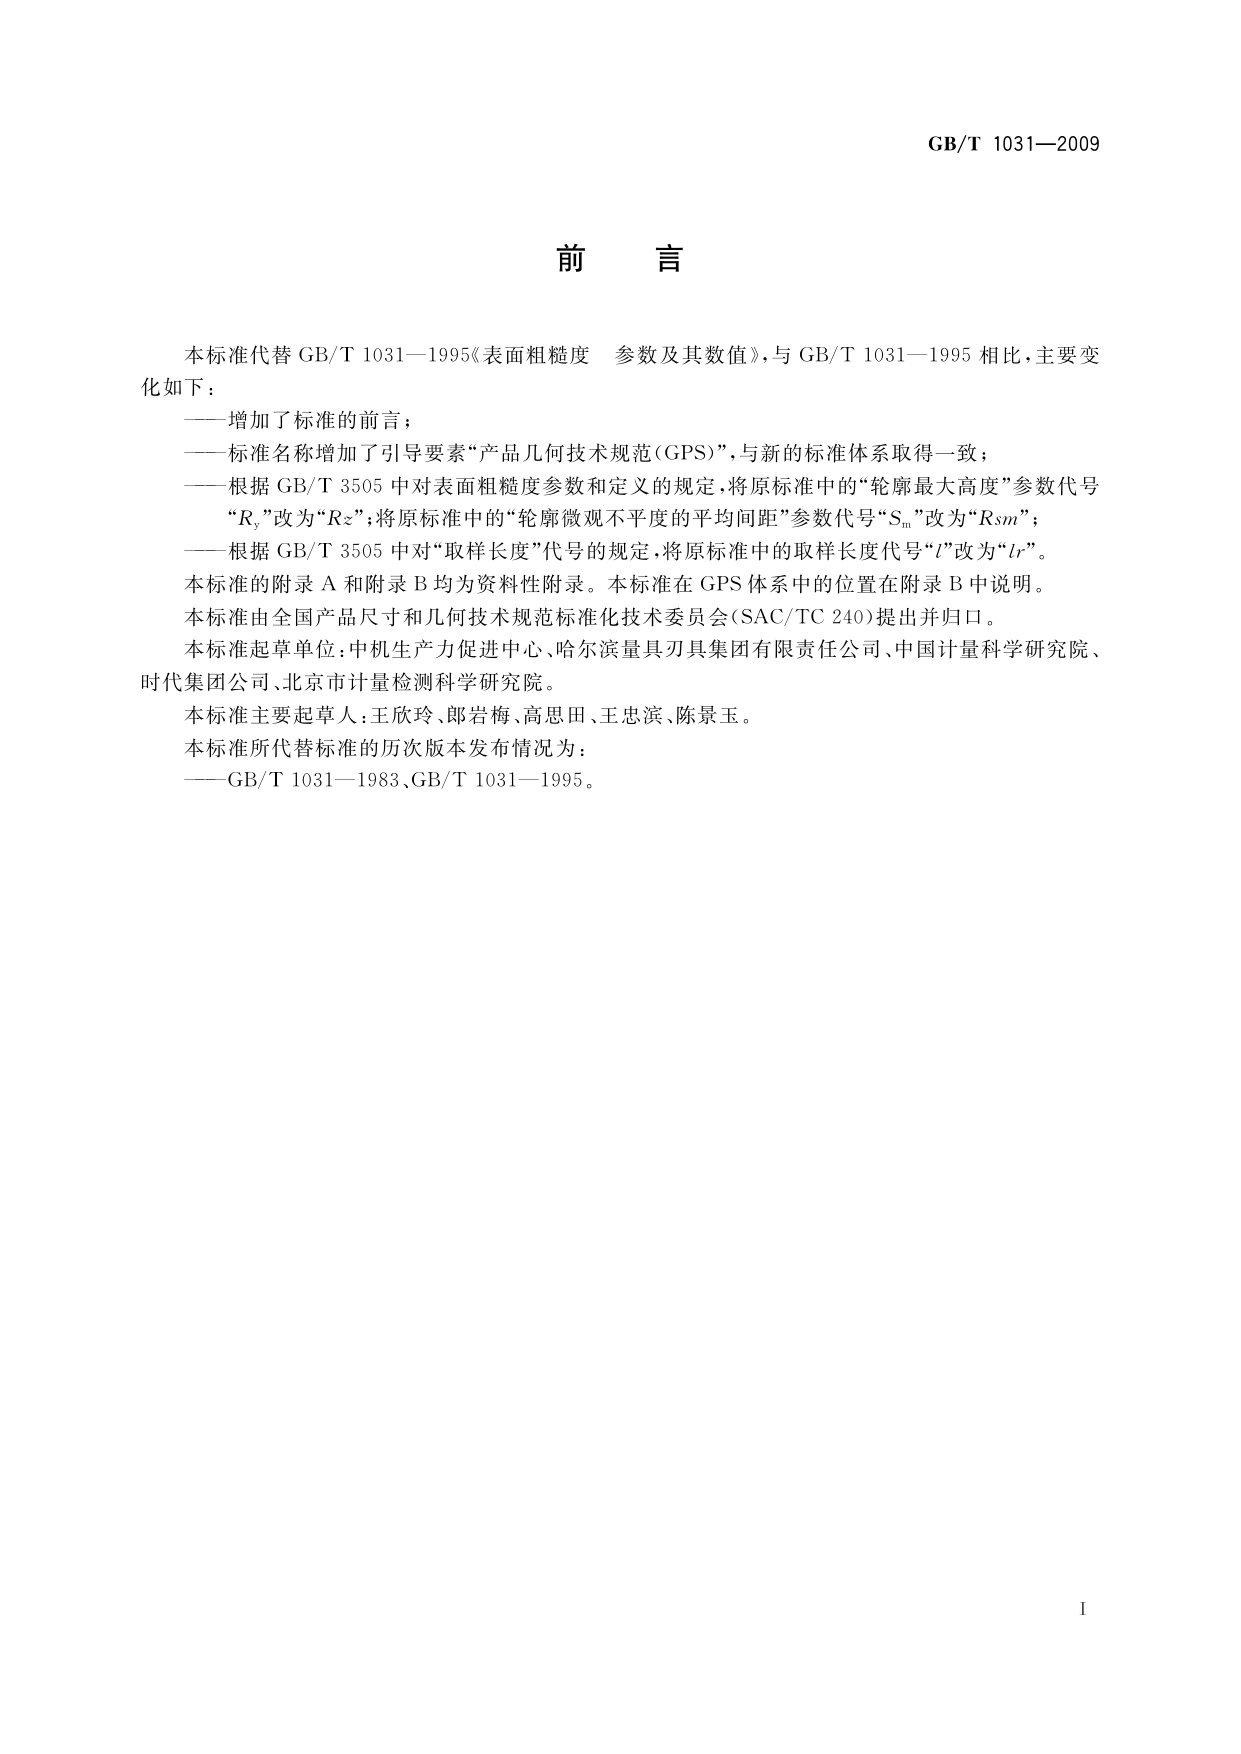 GB/T 1031—2009
前　　言
本标准代替 GB/T 1031—1995《表面粗糙度　参数及其数值》,与 GB/T 1031—1995 相比,主要变
化如下:
——增加了标准的前言;
——标准名称增加了引导要素“产品几何技术规范(GPS)”,与新的标准体系取得一致;
——根据 GB/T 3505 中对表面粗糙度参数和定义的规定,将原标准中的“轮廓最大高度”参数代号
“Ry”改为“Rz”;将原标准中的“轮廓微观不平度的平均间距”参数代号“Sm”改为“Rsm”;
——根据 GB/T 3505 中对“取样长度”代号的规定,将原标准中的取样长度代号“l”改为“lr”。
本标准的附录 A 和附录 B 均为资料性附录。本标准在 GPS 体系中的位置在附录 B 中说明。
本标准由全国产品尺寸和几何技术规范标准化技术委员会(SAC/TC 240)提出并归口。
本标准起草单位:中机生产力促进中心、哈尔滨量具刃具集团有限责任公司、中国计量科学研究院、
时代集团公司、北京市计量检测科学研究院。
本标准主要起草人:王欣玲、郎岩梅、高思田、王忠滨、陈景玉。
本标准所代替标准的历次版本发布情况为:
——GB/T 1031—1983、GB/T 1031—1995。
I